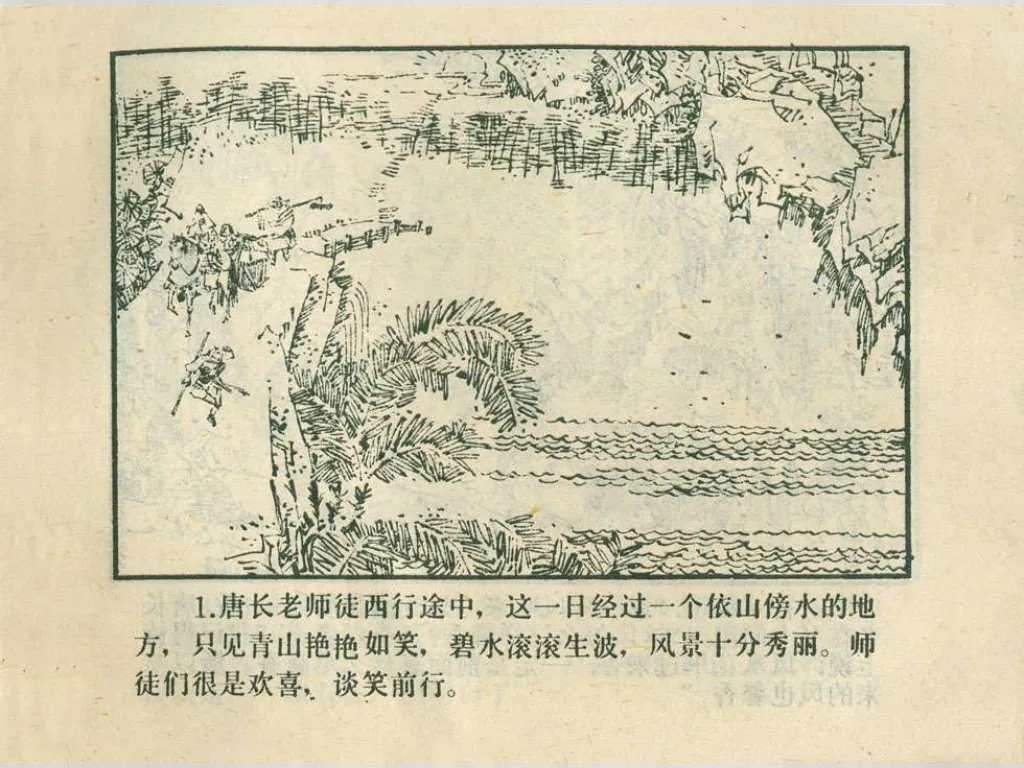 1.唐长老师徒西行途中，这一日经过一个依山傍水的地
方，只见青山艳艳如笑，碧水滚滚生波，风景十分秀丽。师
徒们很是欢喜，谈笑前行。